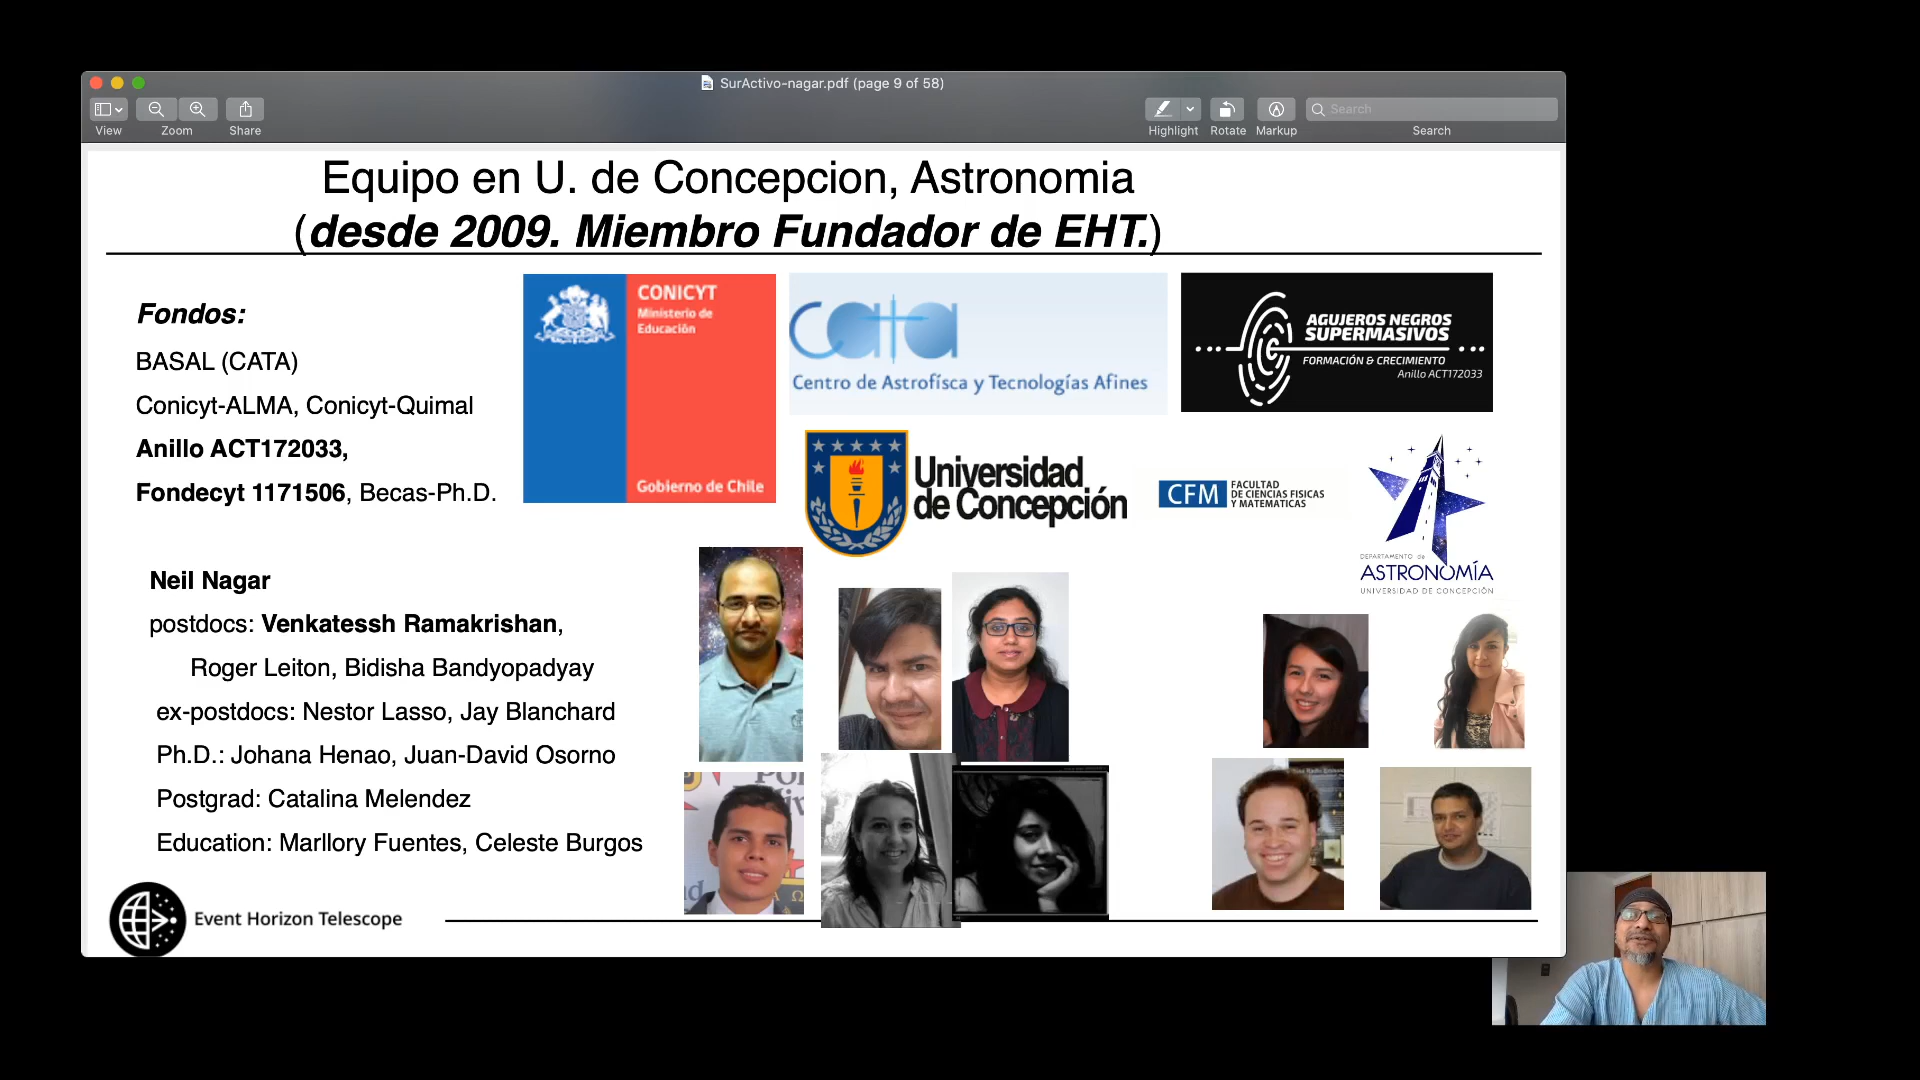 SurActivo-nagar.pdf (page 9 of 58)
View
Zoom
Share
Highlight
Rotate
Markup
Search
Search
Equipo en U. de Concepcion, Astronomia
(desde 2009. Miembro Fundador de EHT.)
Fondos:
BASAL (CATA)
Conicyt-ALMA, Conicyt-Quimal
Anillo ACT172033,
Fondecyt 1171506, Becas-Ph.D.
CONICYT
Ministerio de
Educación
Gobierno de Chile
cata
Centro de Astrofísca y Tecnologías Afines
AGUJEROS NEGROS
SUPERMASIVOS
FORMACIÓN & CRECIMIENTO
Anillo ACT172033
Universidad
de Concepción
CFM
FACULTAD
DE CIENCIAS FISICAS
Y MATEMATICAS
DEPARTAMENTO de
ASTRONOMÍA
UNIVERSIDAD DE CONCEPCIÓN
Neil Nagar
postdocs: Venkatessh Ramakrishan,
Roger Leiton, Bidisha Bandyopadyay
ex-postdocs: Nestor Lasso, Jay Blanchard
Ph.D.: Johana Henao, Juan-David Osorno
Postgrad: Catalina Melendez
Education: Marllory Fuentes, Celeste Burgos
Event Horizon Telescope